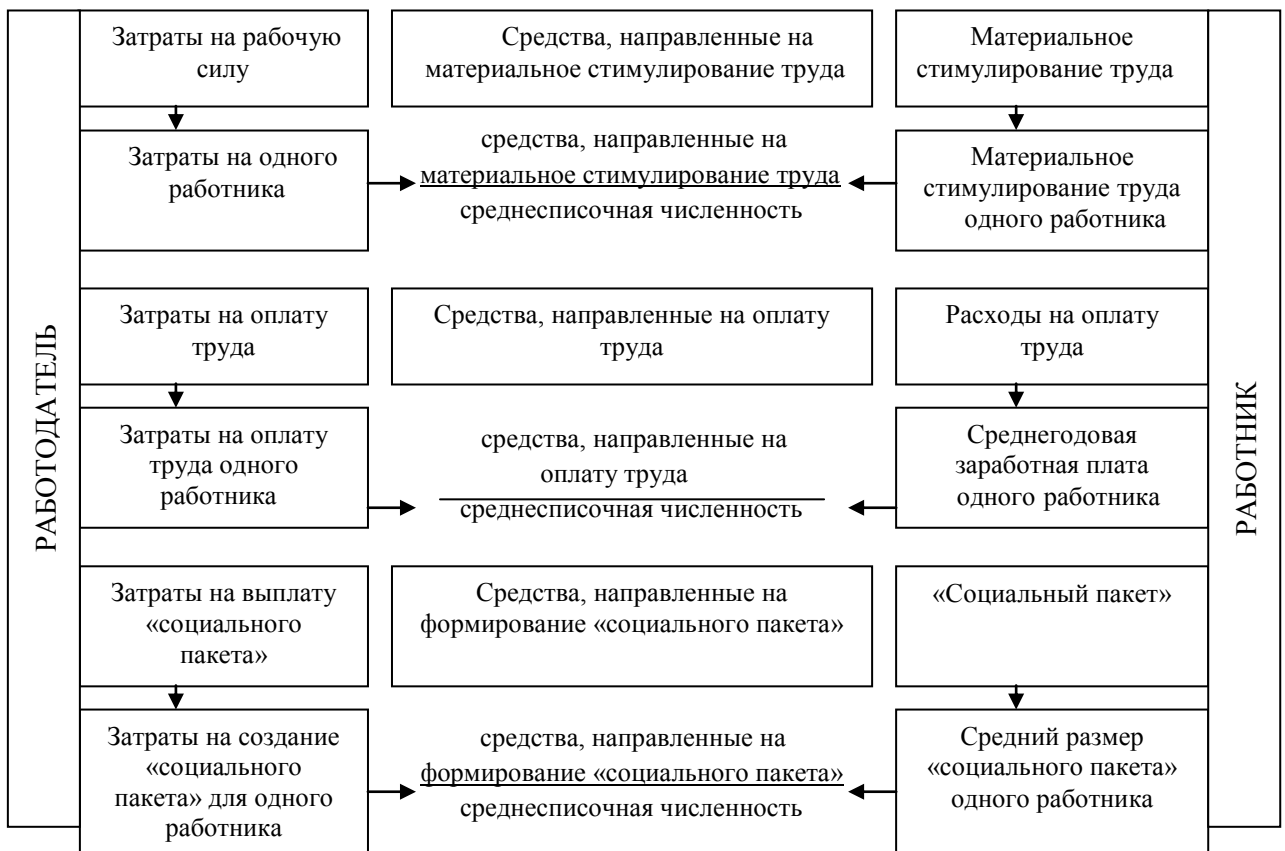 РАБОТОДАТЕЛЬ
Затраты на рабочую
силу
Средства, направленные на
материальное стимулирование труда
Материальное
стимулирование труда
Затраты на одного
работника
средства, направленные на
материальное стимулирование труда
среднесписочная численность
Материальное
стимулирование труда
одного работника
Затраты на оплату
труда
Средства, направленные на оплату
труда
Расходы на оплату
труда
Затраты на оплату
труда одного
работника
средства, направленные на
оплату труда
среднесписочная численность
Среднегодовая
заработная плата
одного работника
Затраты на выплату
«социального
пакета»
Средства, направленные на
формирование «социального пакета»
«Социальный пакет»
Затраты на создание
«социального
пакета» для одного
работника
средства, направленные на
формирование «социального пакета»
среднесписочная численность
Средний размер
«социального пакета»
одного работника
РАБОТНИК